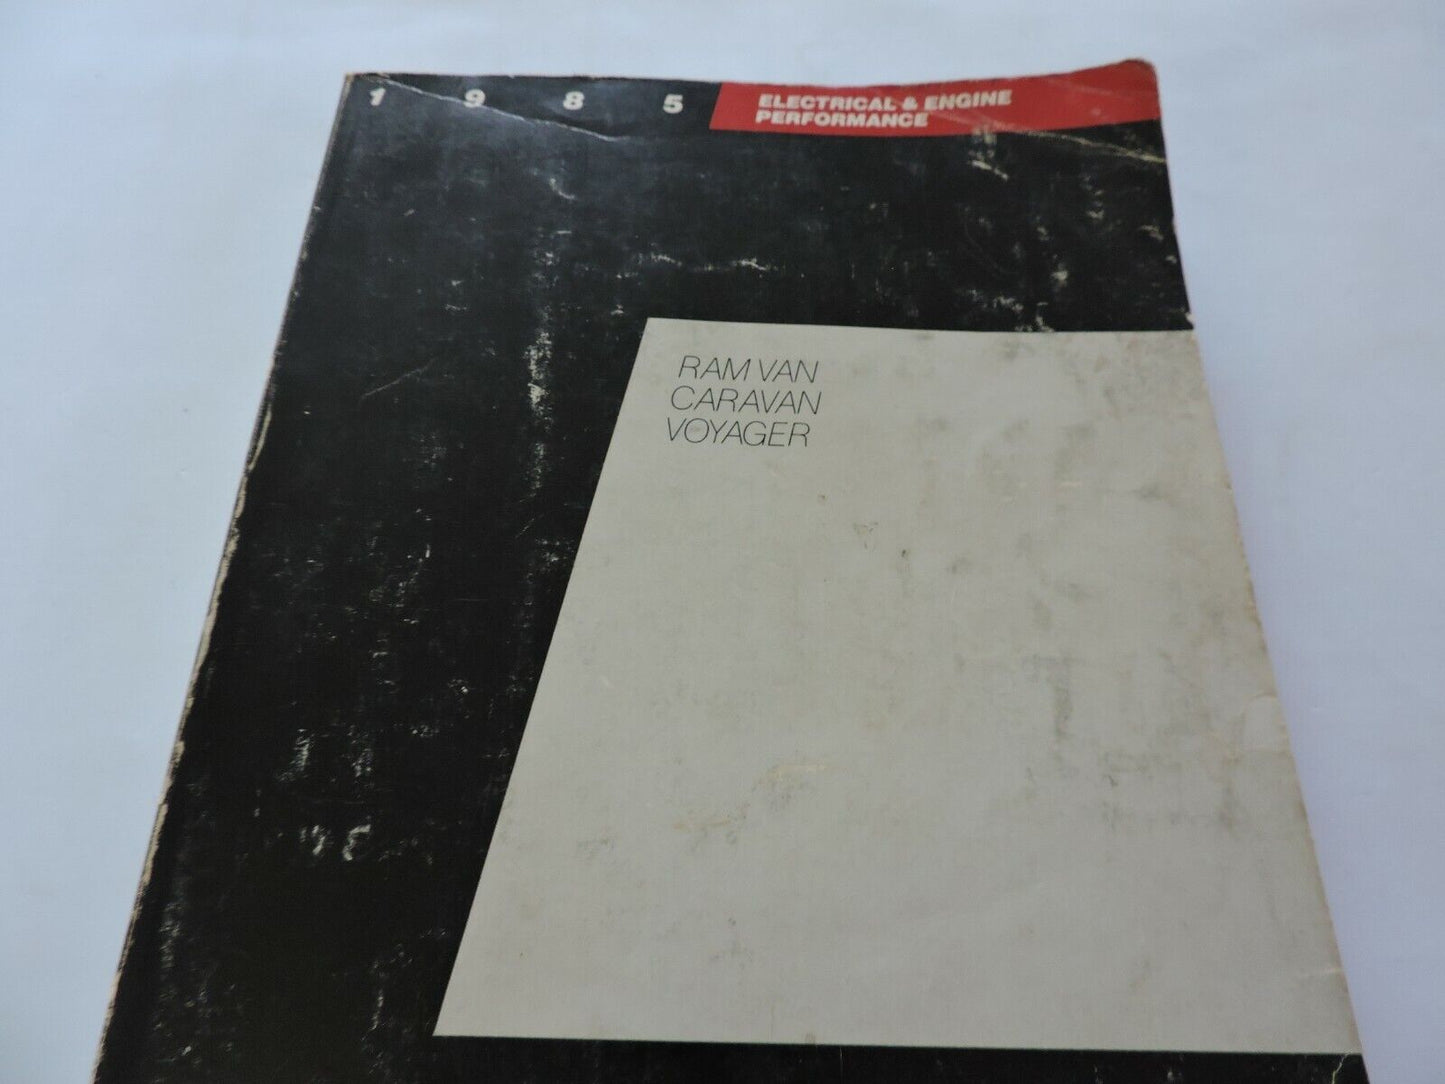 1 9 8 5
ELECTRICAL & ENGINE
PERFORMANCE
RAM VAN
CARAVAN
VOYAGER